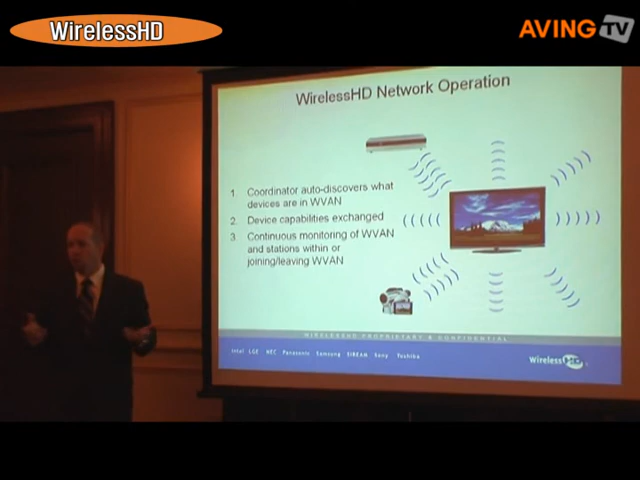 WirelessHD
AVING TV
WirelessHD Network Operation
1. Coordinator auto-discovers what
devices are in WVAN
2. Device capabilities exchanged
3. Continuous monitoring of WVAN
and stations within or
joining/leaving WVAN
WIRELESSHD PROPRIETARY & CONFIDENTIAL
Intel LGE NEC Panasonic Samsung SiBEAM Sony Toshiba
WirelessHD